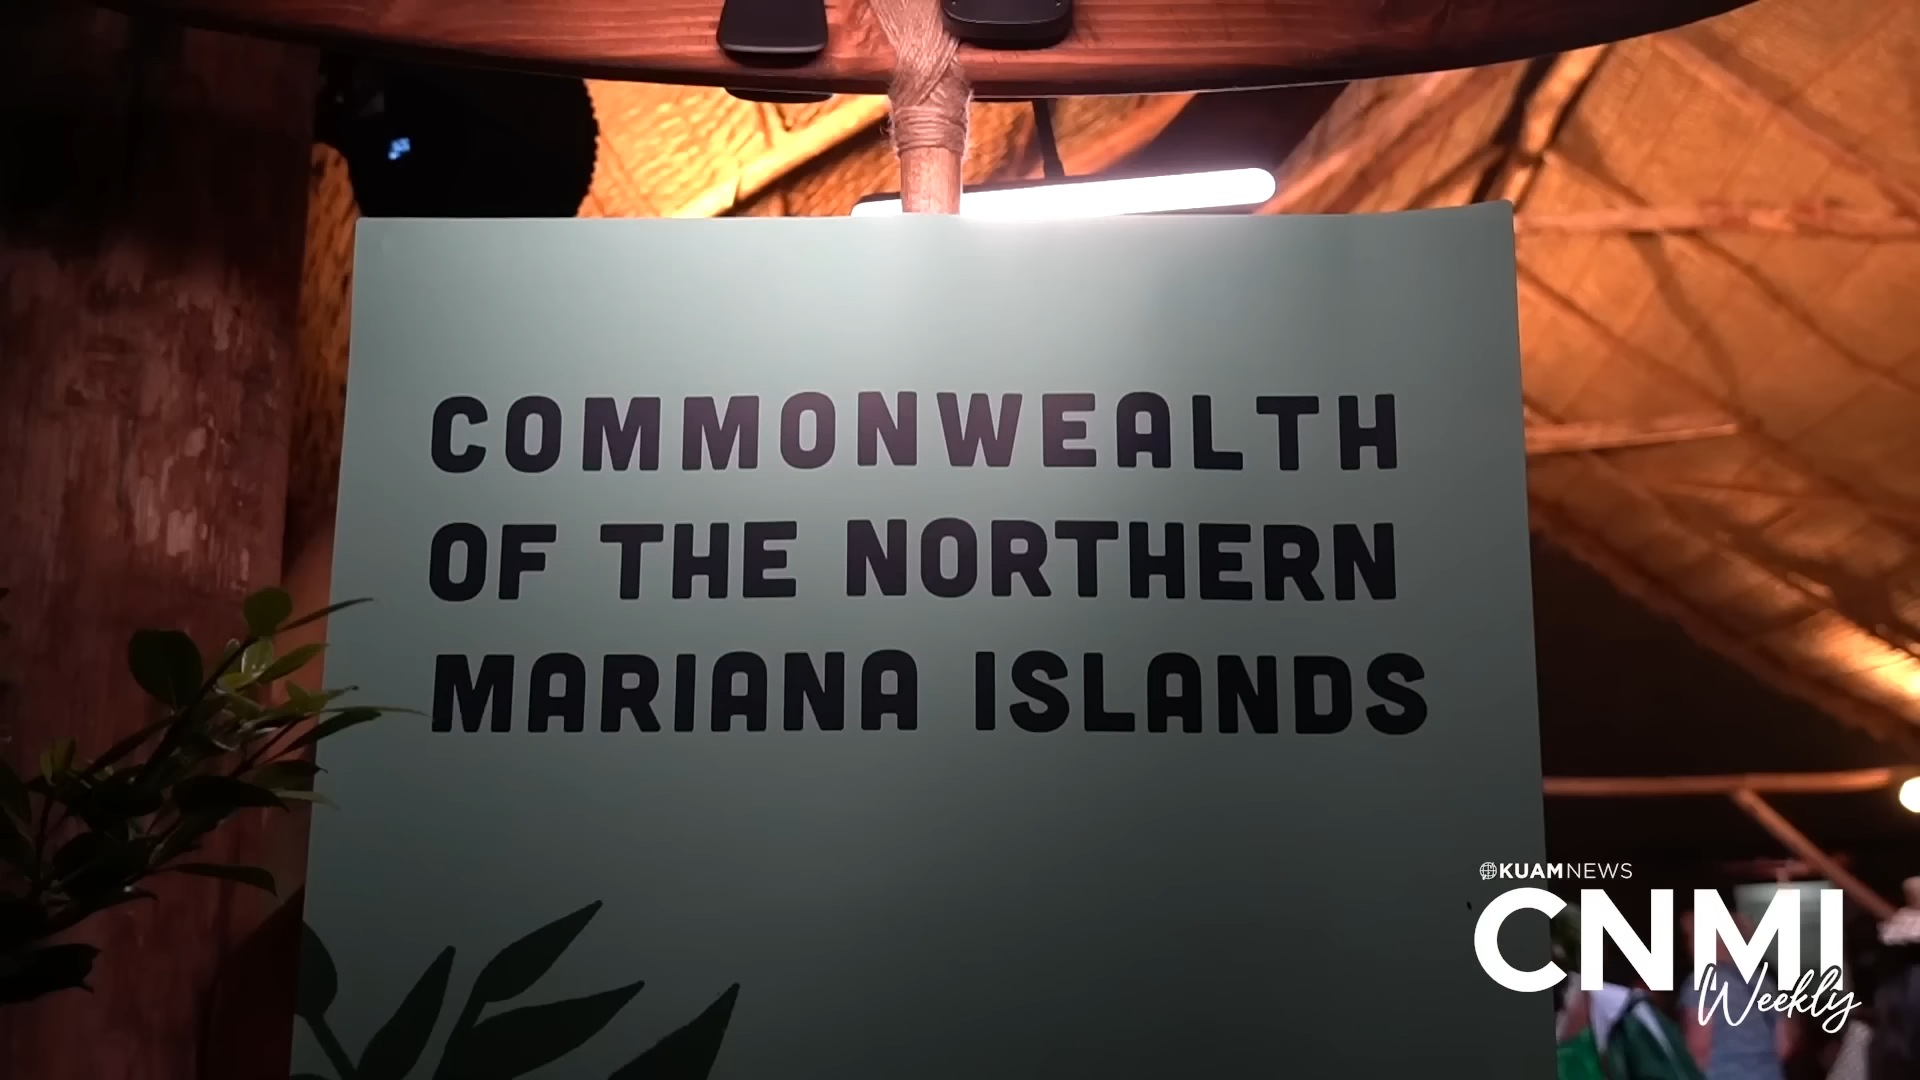 COMMONWEALTH
OF THE NORTHERN
MARIANA ISLANDS
KUAMNEWS
CNMI
Weekly